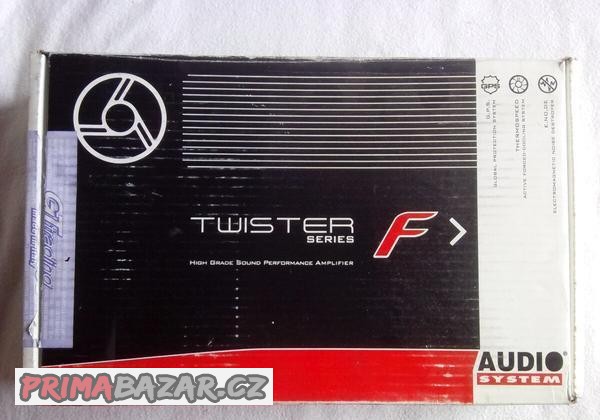 GPS
G.P.S.
GLOBAL PROTECTION SYSTEM
THERMOSPEED
ACTIVE FORCED-COOLING SYSTEM
E.NO.DE.
ELECTROMAGNETIC NOISE DESTROYER
TWISTER
SERIES
F
HIGH GRADE SOUND PERFORMANCE AMPLIFIER
AUDIO
SYSTEM
PRIMABAZAR.CZ